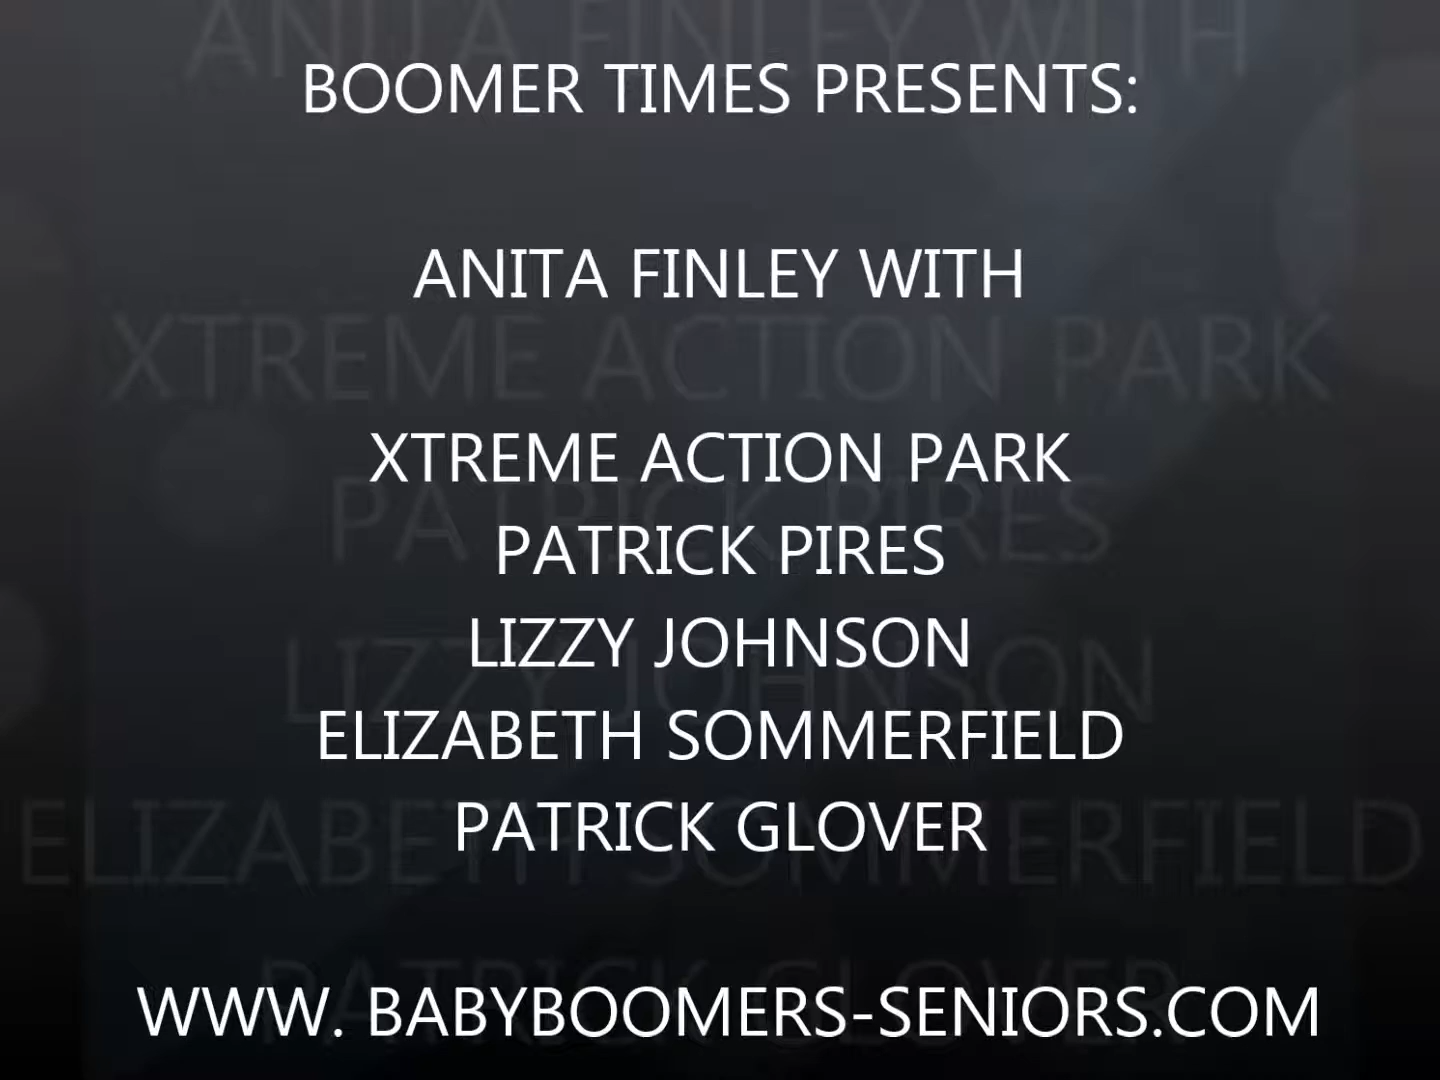 BOOMER TIMES PRESENTS:
ANITA FINLEY WITH
XTREME ACTION PARK
PATRICK PIRES
LIZZY JOHNSON
ELIZABETH SOMMERFIELD
PATRICK GLOVER
WWW. BABYBOOMERS-SENIORS.COM